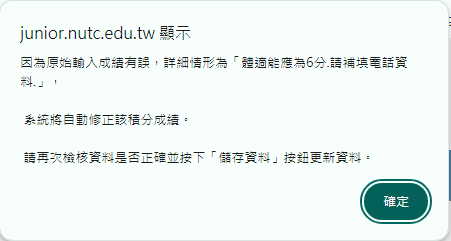 junior.nutc.edu.tw 顯示
因為原始輸入成績有誤，詳細情形為「體適能應為6分.請補填電話資
料.」，
系統將自動修正該積分成績。
請再次檢核資料是否正確並按下「儲存資料」按鈕更新資料。
確定